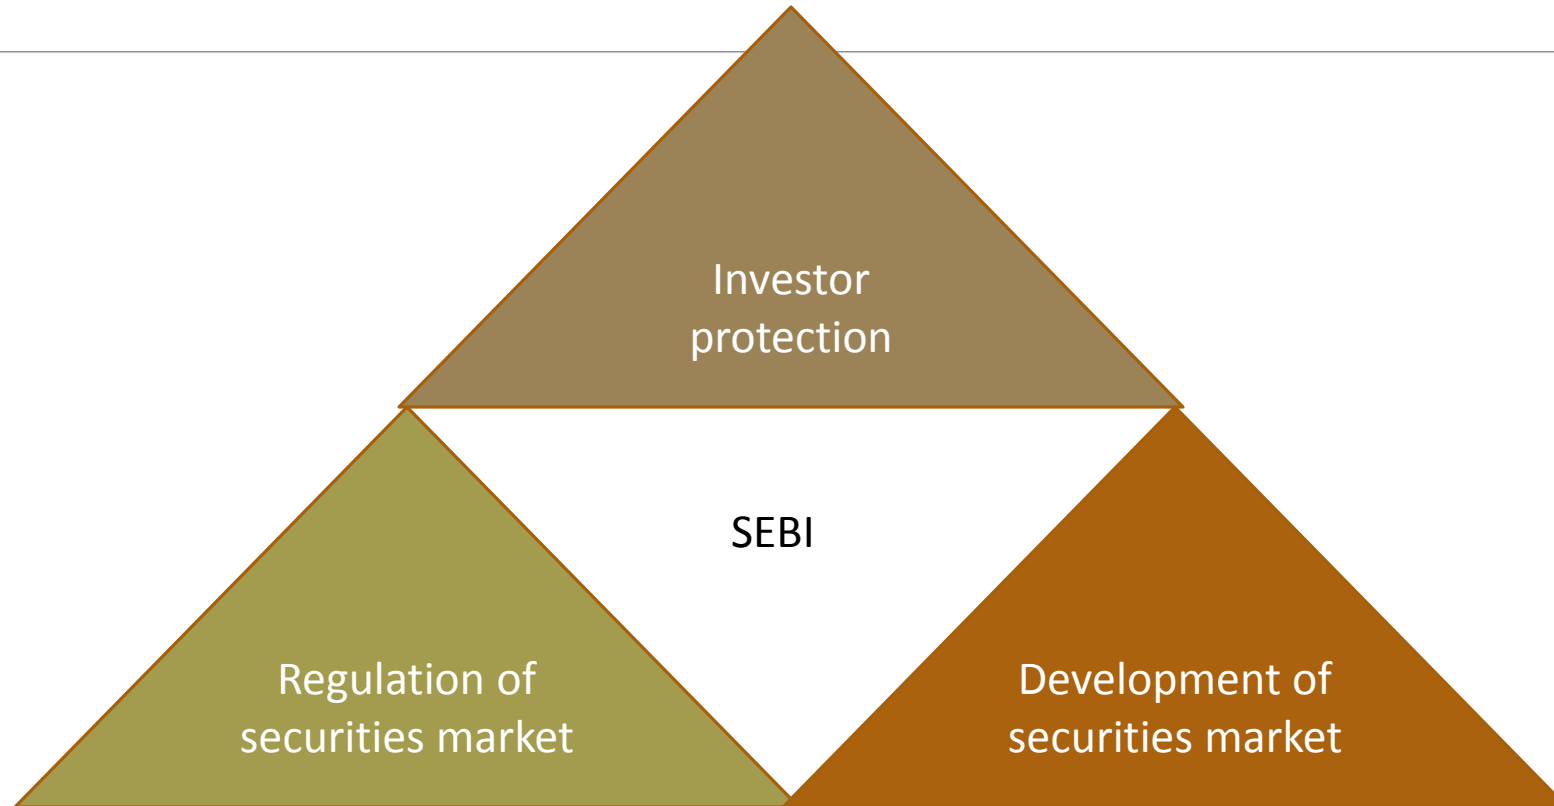 Investor
protection
SEBI
Regulation of
securities market
Development of
securities market